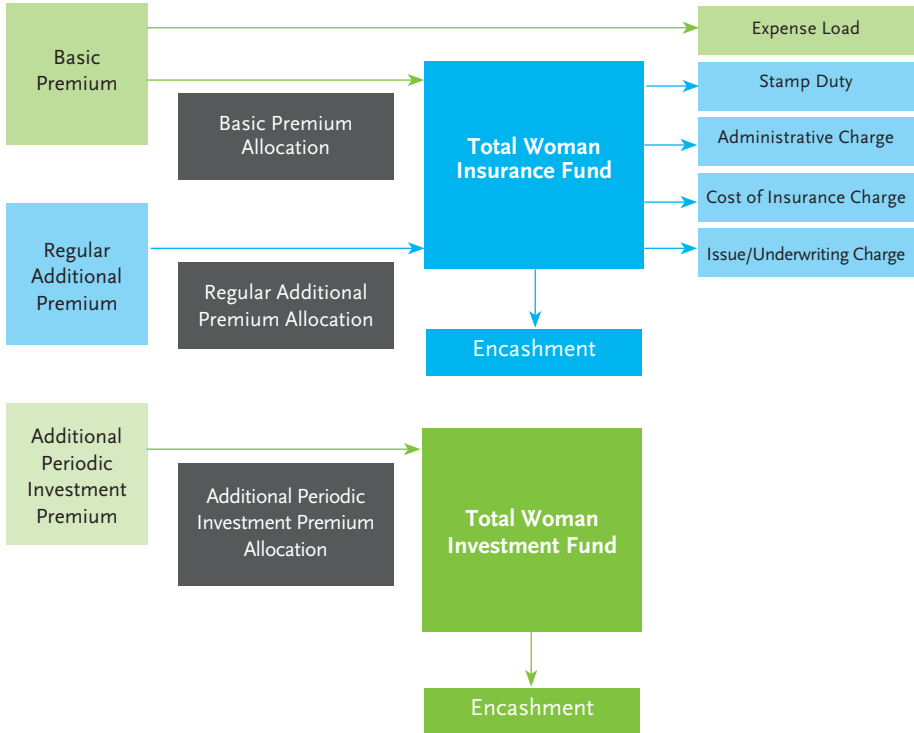 Basic
Premium
Expense Load
Stamp Duty
Basic Premium
Allocation
Total Woman
Insurance Fund
Administrative Charge
Cost of Insurance Charge
Issue/Underwriting Charge
Regular
Additional
Premium
Regular Additional
Premium Allocation
Encashment
Additional
Periodic
Investment
Premium
Additional Periodic
Investment Premium
Allocation
Total Woman
Investment Fund
Encashment